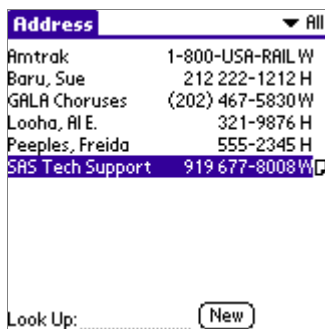 Address ▼ All
Amtrak 1-800-USA-RAIL W
Baru, Sue 212 222-1212 H
GALA Choruses (202) 467-5830 W
Looha, Al E. 321-9876 H
Peeples, Freida 555-2345 H
SAS Tech Support 919 677-8008 W
Look Up: New